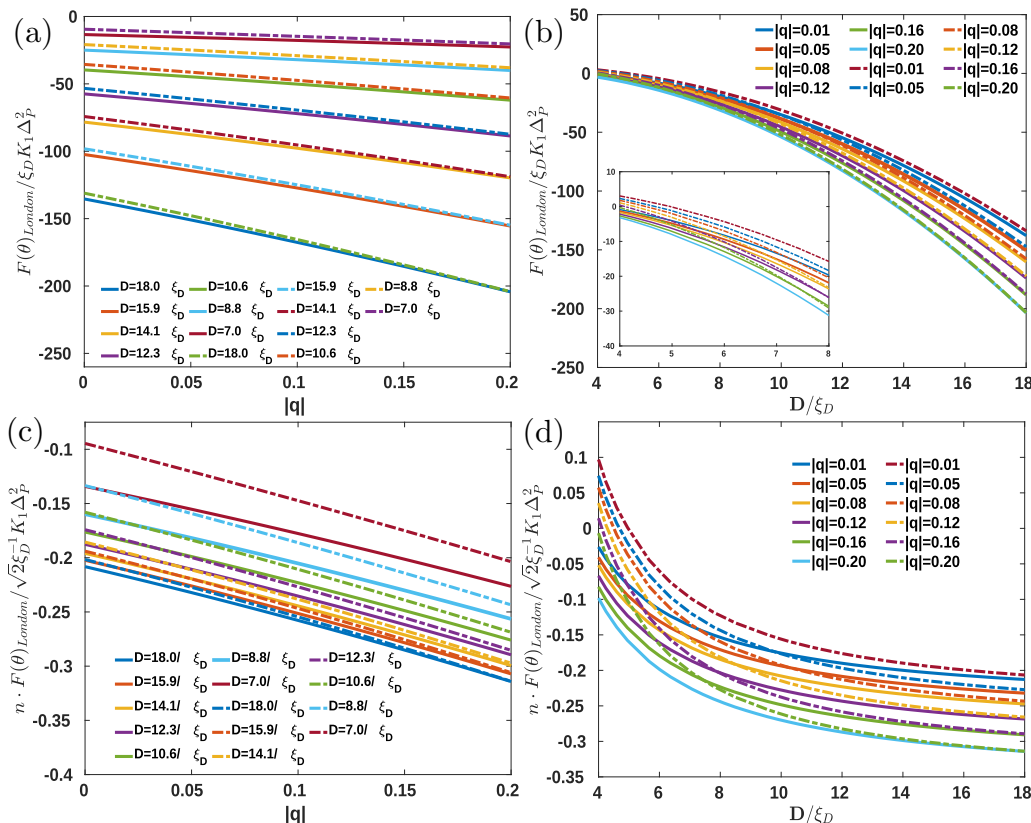 (a)
0
-50
-100
-150
-200
-250
F(θ)London/ξD K1Δ²P
D=18.0 ξD D=10.6 ξD D=15.9 ξD D=8.8 ξD
D=15.9 ξD D=8.8 ξD D=14.1 ξD D=7.0 ξD
D=14.1 ξD D=7.0 ξD D=12.3 ξD
D=12.3 ξD D=18.0 ξD D=10.6 ξD
0 0.05 0.1 0.15 0.2
|q|
(b)
50
0
-50
-100
-150
-200
-250
F(θ)London/ξD K1Δ²P
|q|=0.01 |q|=0.16 |q|=0.08
|q|=0.05 |q|=0.20 |q|=0.12
|q|=0.08 |q|=0.01 |q|=0.16
|q|=0.12 |q|=0.05 |q|=0.20
10
0
-10
-20
-30
-40
4 5 6 7 8
4 6 8 10 12 14 16 18
D/ξD
(c)
-0.1
-0.15
-0.2
-0.25
-0.3
-0.35
-0.4
n · F(θ)London/√2ξD⁻¹ K1Δ²P
D=18.0/ ξD D=8.8/ ξD D=12.3/ ξD
D=15.9/ ξD D=7.0/ ξD D=10.6/ ξD
D=14.1/ ξD D=18.0/ ξD D=8.8/ ξD
D=12.3/ ξD D=15.9/ ξD D=7.0/ ξD
D=10.6/ ξD D=14.1/ ξD
0 0.05 0.1 0.15 0.2
|q|
(d)
0.1
0.05
0
-0.05
-0.1
-0.15
-0.2
-0.25
-0.3
-0.35
n · F(θ)London/√2ξD⁻¹ K1Δ²P
|q|=0.01 |q|=0.01
|q|=0.05 |q|=0.05
|q|=0.08 |q|=0.08
|q|=0.12 |q|=0.12
|q|=0.16 |q|=0.16
|q|=0.20 |q|=0.20
4 6 8 10 12 14 16 18
D/ξD